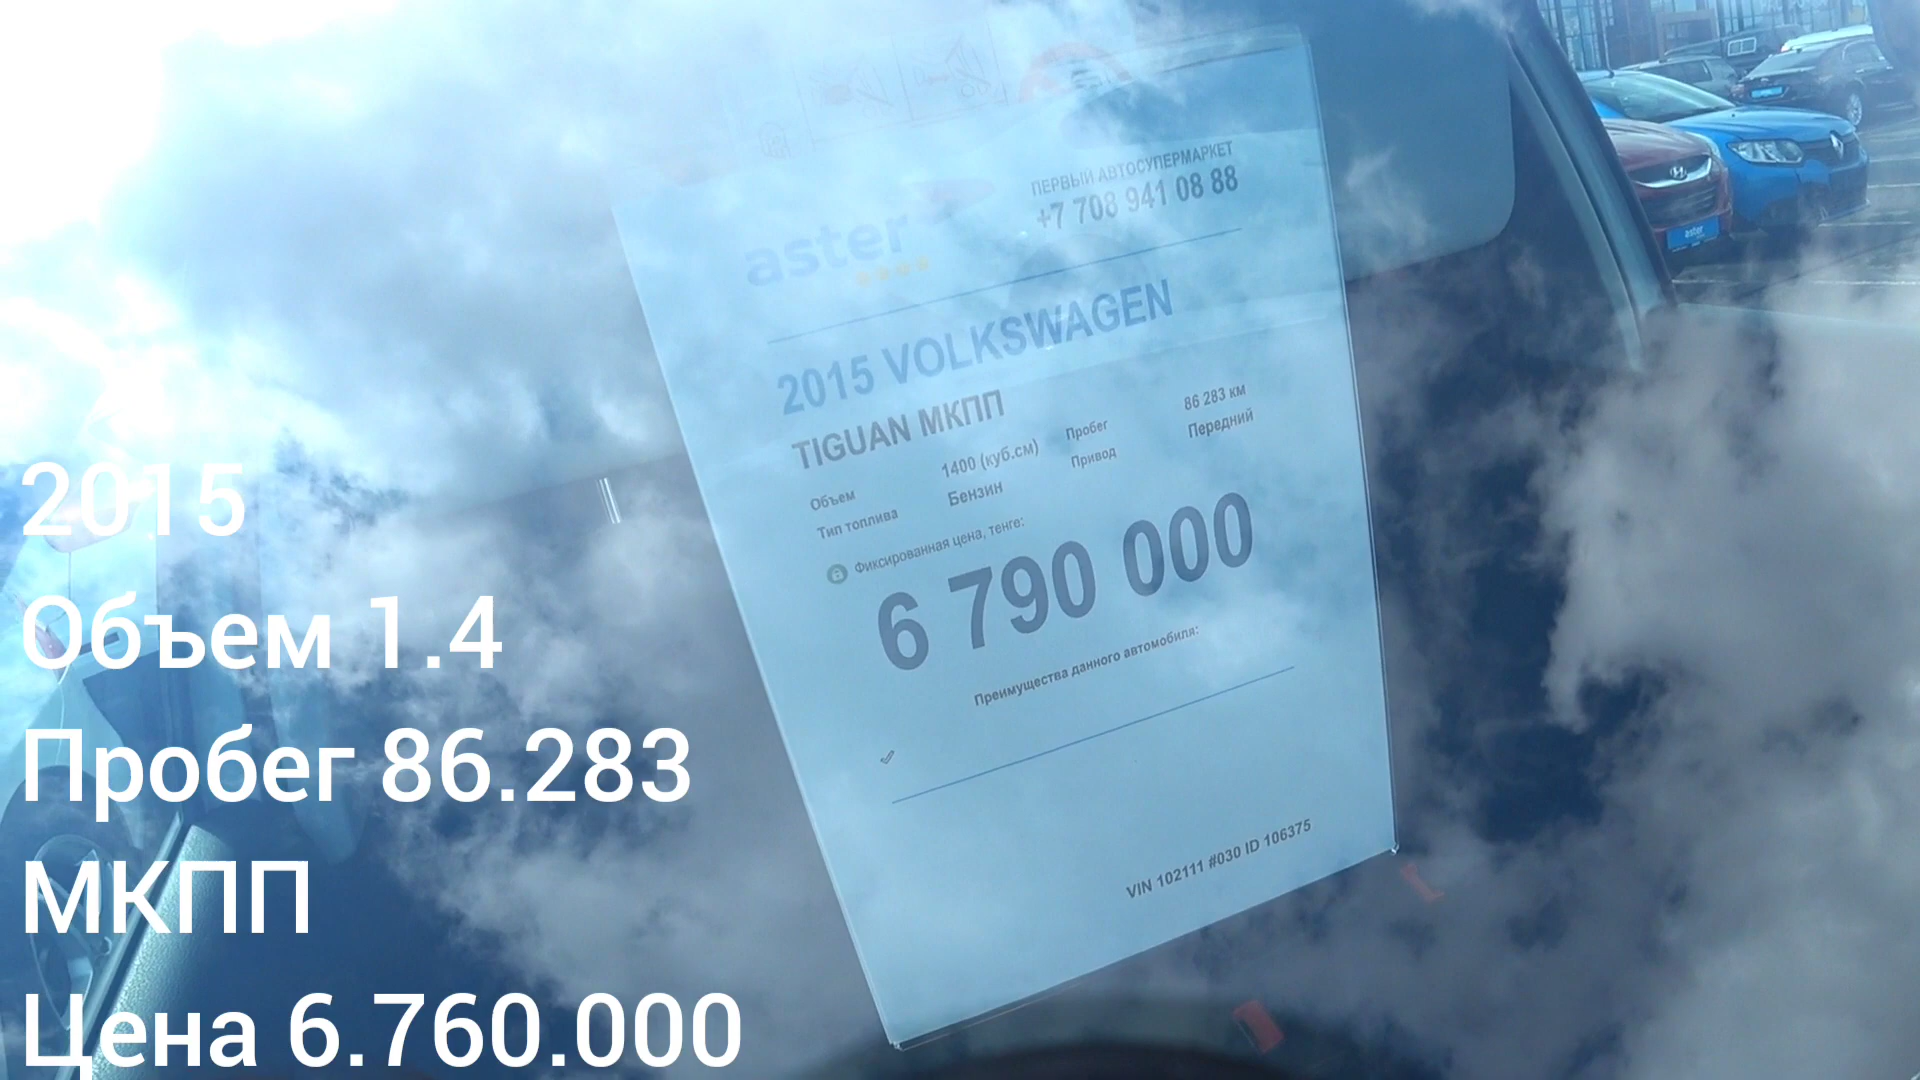 ПЕРВЫЙ АВТОСУПЕРМАРКЕТ
+7 708 941 08 88
aster
2015 VOLKSWAGEN
TIGUAN МКПП
Объем 1400 (куб.см) Пробег 86 283 км
Тип топлива Бензин Привод Передний
Фиксированная цена, тенге:
6 790 000
Преимущества данного автомобиля:
VIN 102111 #030 ID 106375
aster
2015
Объем 1.4
Пробег 86.283
МКПП
Цена 6.760.000